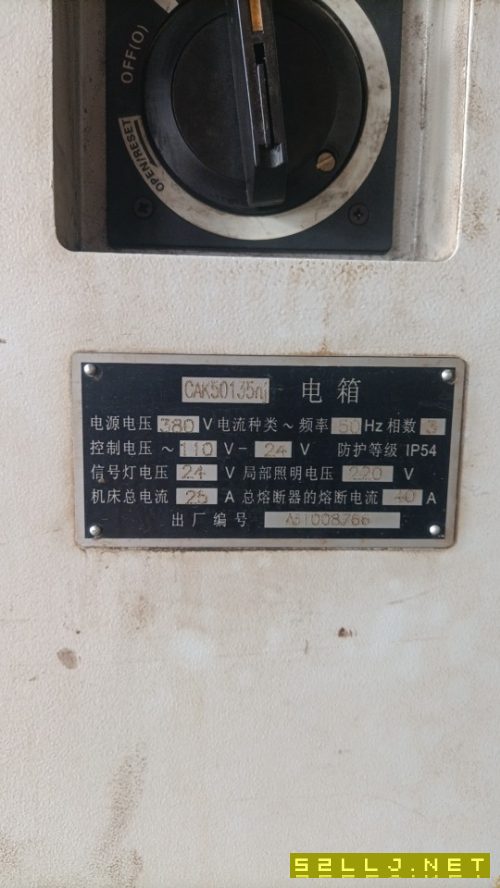 OFF(O)
OPEN/RESET
CAK50135nj 电箱
电源电压 380 V 电流种类 ~ 频率 50 Hz 相数 3
控制电压 ~ 110 V - 24 V 防护等级 IP54
信号灯电压 24 V 局部照明电压 220 V
机床总电流 25 A 总熔断器的熔断电流 40 A
出厂编号
SZLLJ.NET